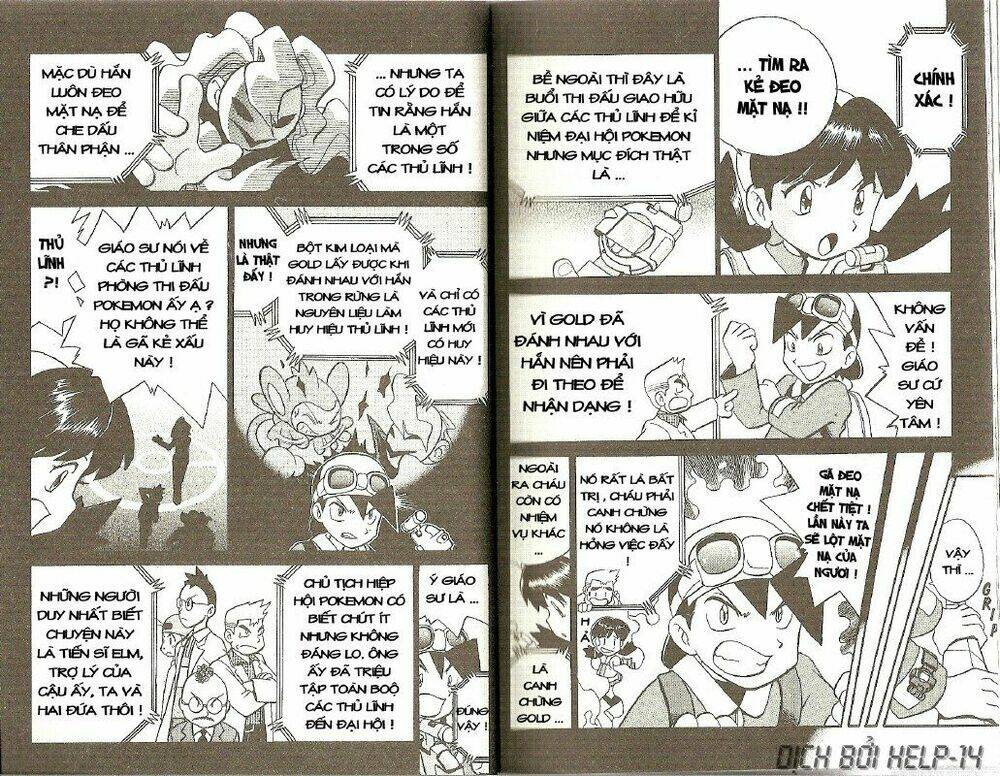 MẶC DÙ HẮN
LUÔN ĐEO
MẶT NẠ ĐỂ
CHE DẤU
THÂN PHẬN ...
... NHƯNG TA
CÓ LÝ DO ĐỂ
TIN RẰNG HẮN
LÀ MỘT
TRONG SỐ
CÁC THỦ LĨNH !
THỦ
LĨNH
?!
GIÁO SƯ NÓI VỀ
CÁC THỦ LĨNH
PHÒNG THI ĐẤU
POKEMON ẤY Ạ ?
HỌ KHÔNG THỂ
LÀ GÃ KẺ XẤU
NÀY !
NHƯNG
LÀ THẬT
ĐẤY !
BỘT KIM LOẠI MÀ
GOLD LẤY ĐƯỢC KHI
ĐÁNH NHAU VỚI HẮN
TRONG RỪNG LÀ
NGUYÊN LIỆU LÀM
HUY HIỆU THỦ LĨNH !
VÀ CHỈ CÓ
CÁC THỦ
LĨNH MỚI
CÓ HUY
HIỆU NÀY !
NHỮNG NGƯỜI
DUY NHẤT BIẾT
CHUYỆN NÀY
LÀ TIẾN SĨ ELM,
TRỢ LÝ CỦA
CẬU ẤY, TA VÀ
HAI ĐỨA THÔI !
CHỦ TỊCH HIỆP
HỘI POKEMON CÓ
BIẾT CHÚT ÍT
NHƯNG KHÔNG
ĐÁNG LO. ÔNG
ẤY ĐÃ TRIỆU
TẬP TOÀN BOỘ
CÁC THỦ LĨNH
ĐẾN ĐẠI HỘI !
Ý GIÁO
SƯ LÀ ...
ĐÚNG
VẬY !
BỀ NGOÀI THÌ ĐÂY LÀ
BUỔI THI ĐẤU GIAO HỮU
GIỮA CÁC THỦ LĨNH ĐỂ KỈ
NIỆM ĐẠI HỘI POKEMON
NHƯNG MỤC ĐÍCH THẬT
LÀ ...
... TÌM RA
KẺ ĐEO
MẶT NẠ !!
CHÍNH
XÁC !
VÌ GOLD ĐÃ
ĐÁNH NHAU VỚI
HẮN NÊN PHẢI
ĐI THEO ĐỂ
NHẬN DẠNG !
KHÔNG
VẤN
ĐỀ !
GIÁO
SƯ CỨ
YÊN
TÂM !
NGOÀI
RA CHÁU
CÒN CÓ
NHIỆM
VỤ KHÁC
...
LÀ
CANH
CHỪNG
GOLD ...
NÓ RẤT LÀ BẤT
TRỊ , CHÁU PHẢI
CANH CHỪNG
NÓ KHÔNG LÀ
HỎNG VIỆC ĐẤY
!
HẢ
GÃ ĐEO
MẶT NẠ
CHẾT TIỆT !
LẦN NÀY TA
SẼ LỘT MẶT
NẠ CỦA
NGƯƠI !
VẬY
THÌ ...
GRIP
DỊCH BỞI HELP-14